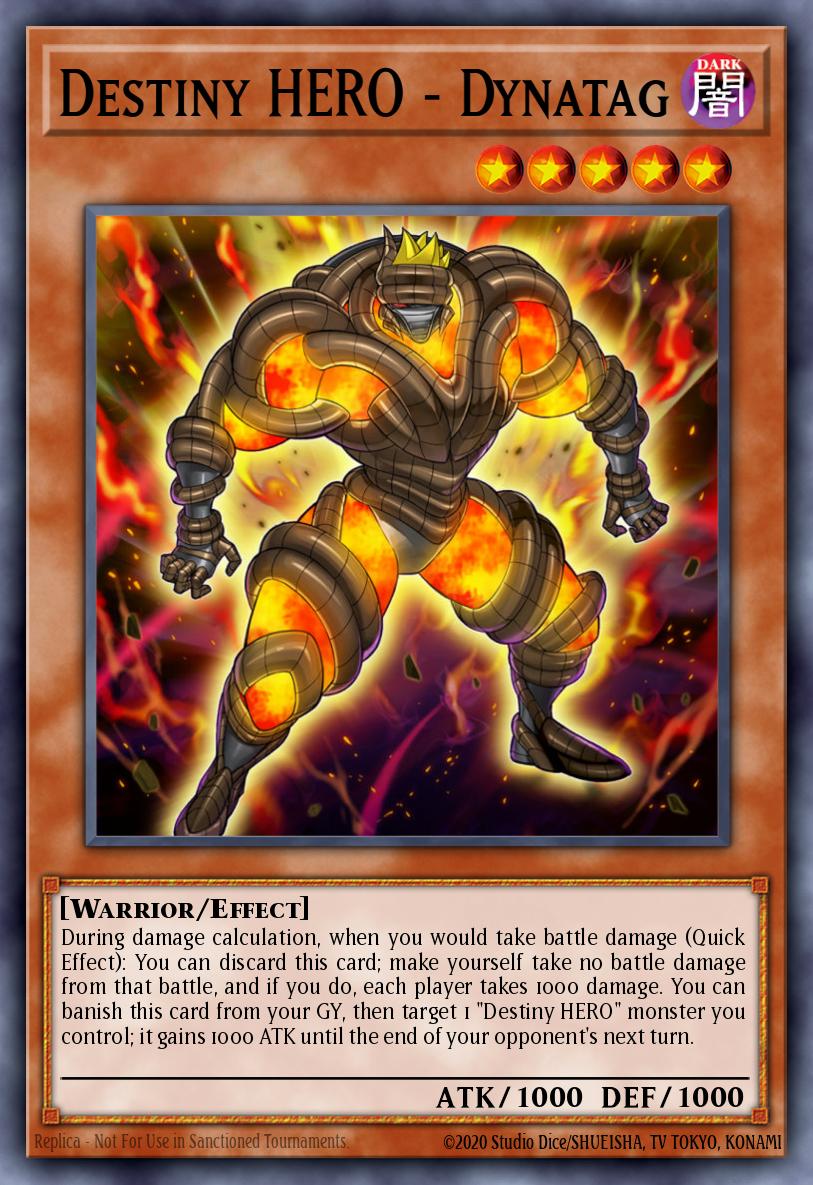 Destiny HERO - Dynatag
DARK
闇
[Warrior/Effect]
During damage calculation, when you would take battle damage (Quick
Effect): You can discard this card; make yourself take no battle damage
from that battle, and if you do, each player takes 1000 damage. You can
banish this card from your GY, then target 1 "Destiny HERO" monster you
control; it gains 1000 ATK until the end of your opponent's next turn.
ATK/1000 DEF/1000
Replica - Not For Use in Sanctioned Tournaments.
©2020 Studio Dice/SHUEISHA, TV TOKYO, KONAMI